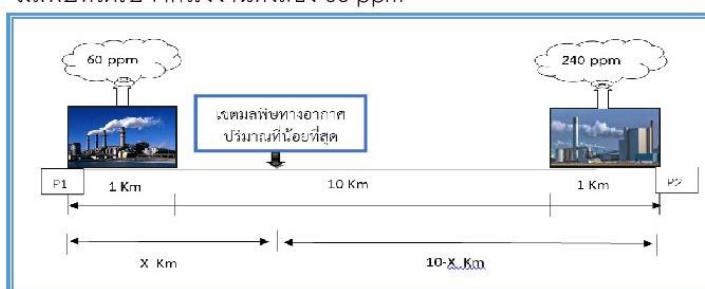 60 ppm
240 ppm
เขตมลพิษทางอากาศ
ปริมาณที่น้อยที่สุด
P1
1 Km
10 Km
1 Km
P2
X Km
10-X Km